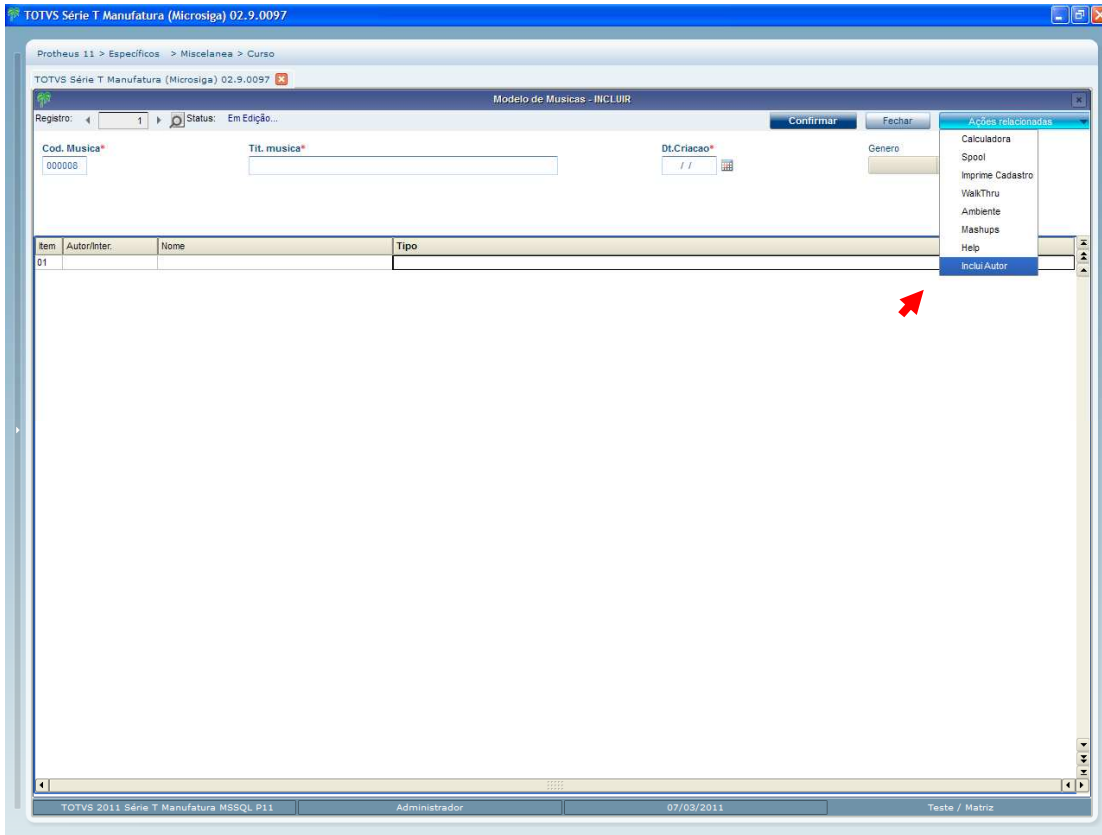 TOTVS Série T Manufatura (Microsiga) 02.9.0097
Protheus 11 > Específicos > Miscelanea > Curso
TOTVS Série T Manufatura (Microsiga) 02.9.0097
Modelo de Musicas - INCLUIR
Registro: 1 Status: Em Edição... Confirmar Fechar Ações relacionadas
Cod. Musica* Tit. musica* Dt.Criacao* Genero
000008 / /
Calculadora
Spool
Imprime Cadastro
WalkThru
Ambiente
Mashups
Help
Inclui Autor
Item Autor/Inter. Nome Tipo
01
TOTVS 2011 Série T Manufatura MSSQL P11 Administrador 07/03/2011 Teste / Matriz